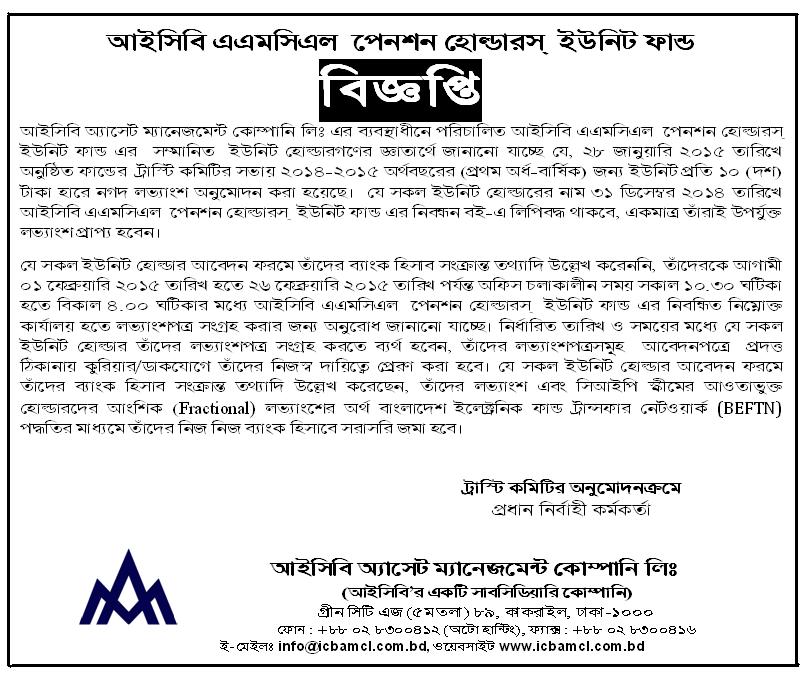 আইসিবি এএমসিএল পেনশন হোল্ডারস্ ইউনিট ফান্ড
বিজ্ঞপ্তি
আইসিবি অ্যাসেট ম্যানেজমেন্ট কোম্পানি লিঃ এর ব্যবস্থাধীনে পরিচালিত আইসিবি এএমসিএল পেনশন হোল্ডারস্
ইউনিট ফান্ড এর সম্মানিত ইউনিট হোল্ডারগণের জ্ঞাতার্থে জানানো যাচ্ছে যে, ২৮ জানুয়ারি ২০১৫ তারিখে
অনুষ্ঠিত ফান্ডের ট্রাস্টি কমিটির সভায় ২০১৪-২০১৫ অর্থবছরের (প্রথম অর্ধ-বার্ষিক) জন্য ইউনিট প্রতি ১০ (দশ)
টাকা হারে নগদ লভ্যাংশ অনুমোদন করা হয়েছে। যে সকল ইউনিট হোল্ডারের নাম ৩১ ডিসেম্বর ২০১৪ তারিখে
আইসিবি এএমসিএল পেনশন হোল্ডারস্ ইউনিট ফান্ড এর নিবন্ধন বই-এ লিপিবদ্ধ থাকবে, একমাত্র তাঁরাই উপর্যুক্ত
লভ্যাংশ প্রাপ্য হবেন।
যে সকল ইউনিট হোল্ডার আবেদন ফরমে তাঁদের ব্যাংক হিসাব সংক্রান্ত তথ্যাদি উল্লেখ করেননি, তাঁদেরকে আগামী
০১ ফেব্রুয়ারি ২০১৫ তারিখ হতে ২৬ ফেব্রুয়ারি ২০১৫ তারিখ পর্যন্ত অফিস চলাকালীন সময় সকাল ১০.৩০ ঘটিকা
হতে বিকাল ৪.০০ ঘটিকার মধ্যে আইসিবি এএমসিএল পেনশন হোল্ডারস্ ইউনিট ফান্ড এর নিবন্ধিত নিম্নোক্ত
কার্যালয় হতে লভ্যাংশপত্র সংগ্রহ করার জন্য অনুরোধ জানানো যাচ্ছে। নির্ধারিত তারিখ ও সময়ের মধ্যে যে সকল
ইউনিট হোল্ডার তাঁদের লভ্যাংশপত্র সংগ্রহ করতে ব্যর্থ হবেন, তাঁদের লভ্যাংশপত্রসমূহ আবেদনপত্রে প্রদত্ত
ঠিকানায় কুরিয়ার/ডাকযোগে তাঁদের নিজস্ব দায়িত্বে প্রেরণ করা হবে। যে সকল ইউনিট হোল্ডার আবেদন ফরমে
তাঁদের ব্যাংক হিসাব সংক্রান্ত তথ্যাদি উল্লেখ করেছেন, তাঁদের লভ্যাংশ এবং সিআইপি স্কীমের আওতাভুক্ত
হোল্ডারদের আংশিক (Fractional) লভ্যাংশের অর্থ বাংলাদেশ ইলেক্ট্রনিক ফান্ড ট্রান্সফার নেটওয়ার্ক (BEFTN)
পদ্ধতির মাধ্যমে তাঁদের নিজ নিজ ব্যাংক হিসাবে সরাসরি জমা হবে।
ট্রাস্টি কমিটির অনুমোদনক্রমে
প্রধান নির্বাহী কর্মকর্তা
আইসিবি অ্যাসেট ম্যানেজমেন্ট কোম্পানি লিঃ
(আইসিবি'র একটি সাবসিডিয়ারি কোম্পানি)
গ্রীন সিটি এজ (৫ম তলা) ৮৯, কাকরাইল, ঢাকা-১০০০
ফোন : +৮৮ ০২ ৮৩০০৪১২ (অটো হান্টিং), ফ্যাক্স : +৮৮ ০২ ৮৩০০৪১৬
ই-মেইলঃ info@icbamcl.com.bd, ওয়েবসাইট www.icbamcl.com.bd